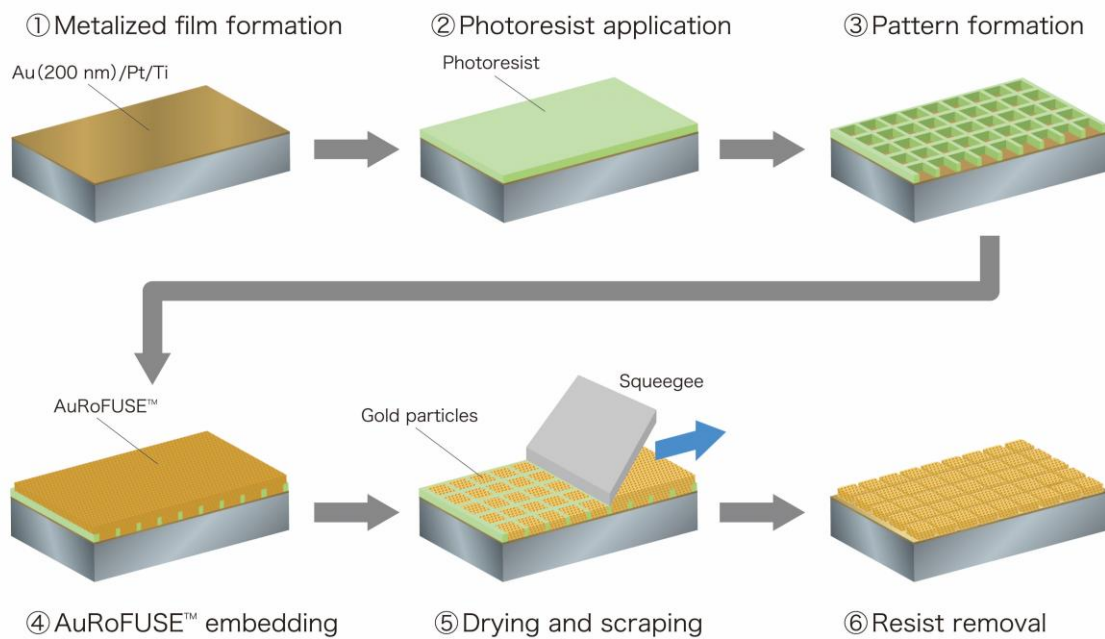 ①Metalized film formation
②Photoresist application
③Pattern formation
Au(200 nm)/Pt/Ti
Photoresist
AuRoFUSE™
Gold particles
Squeegee
④AuRoFUSE™ embedding
⑤Drying and scraping
⑥Resist removal